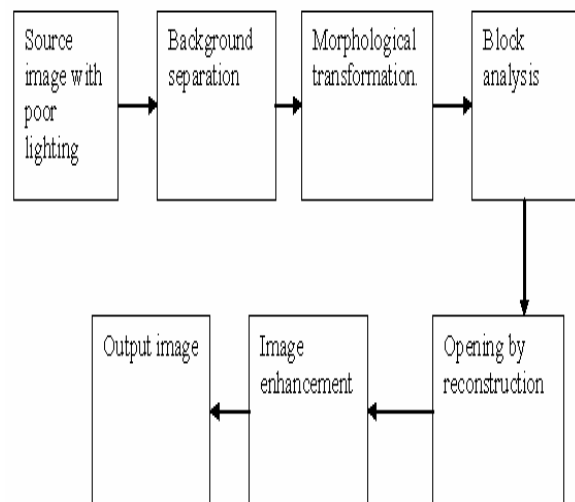 Source
image with
poor
lighting
Background
separation
Morphological
transformation.
Block
analysis
Opening by
reconstruction
Image
enhancement
Output image